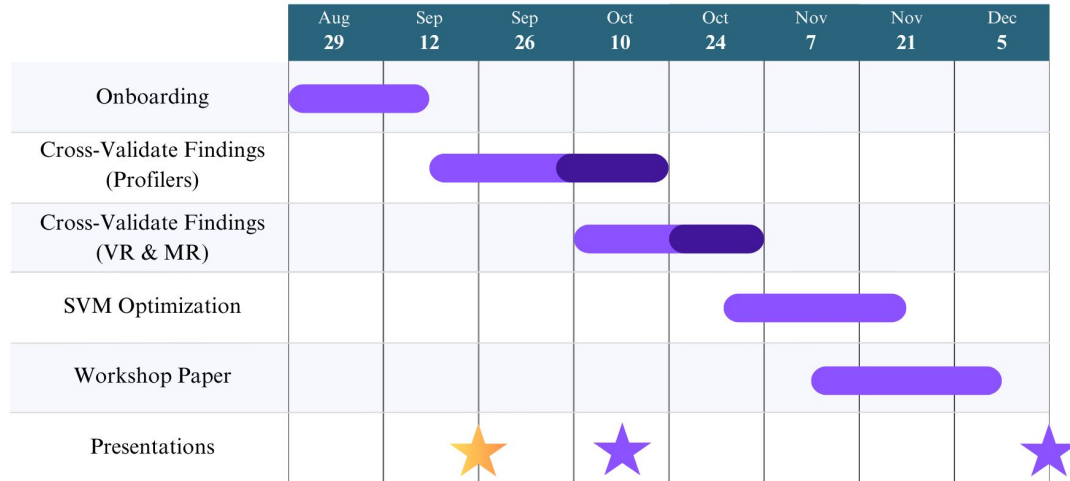 Aug Sep Sep Oct Oct Nov Nov Dec
29 12 26 10 24 7 21 5
Onboarding
Cross-Validate Findings
(Profilers)
Cross-Validate Findings
(VR & MR)
SVM Optimization
Workshop Paper
Presentations